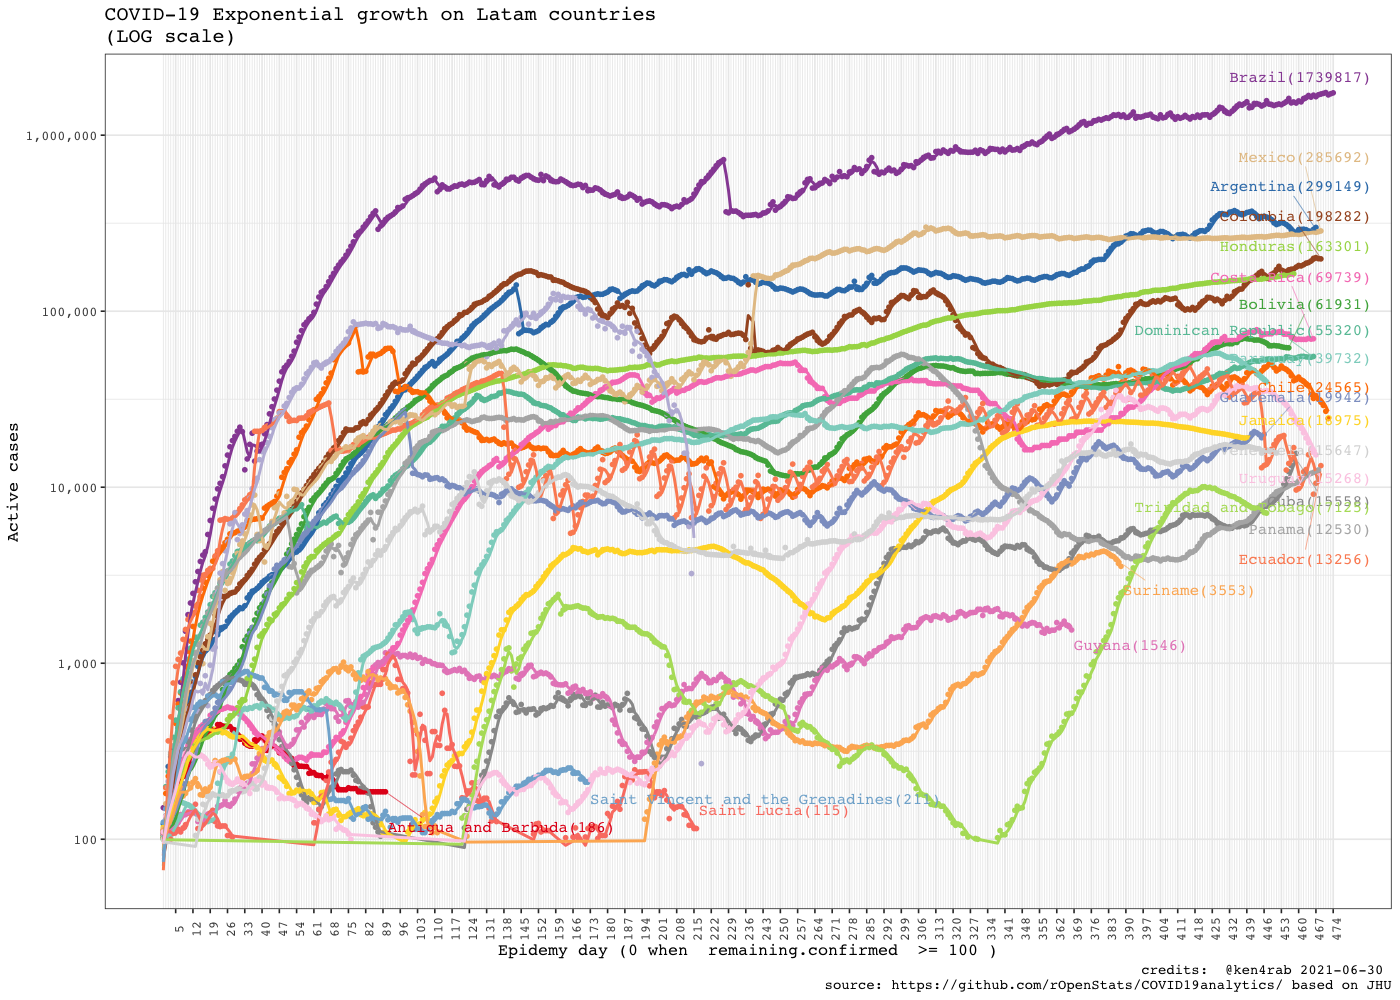 COVID-19 Exponential growth on Latam countries
(LOG scale)
Active cases
1,000,000
100,000
10,000
1,000
100
Brazil(1739817)
Mexico(285692)
Argentina(299149)
Colombia(198282)
Honduras(163301)
Costa Rica(69739)
Bolivia(61931)
Dominican Republic(55320)
Chile(24565)
Guatemala(19942)
Jamaica(18975)
Uruguay(15268)
Cuba(15558)
Trinidad and Tobago(7125)
Panama(12530)
Ecuador(13256)
Suriname(3553)
Guyana(1546)
Saint Vincent and the Grenadines(211)
Saint Lucia(115)
Antigua and Barbuda(186)
5 12 19 26 33 40 47 54 61 68 75 82 89 96 103 110 117 124 131 138 145 152 159 166 173 180 187 194 201 208 215 222 229 236 243 250 257 264 271 278 285 292 299 306 313 320 327 334 341 348 355 362 369 376 383 390 397 404 411 418 425 432 439 446 453 460 467 474
Epidemy day (0 when remaining.confirmed >= 100 )
credits: @ken4rab 2021-06-30
source: https://github.com/rOpenStats/COVID19analytics/ based on JHU